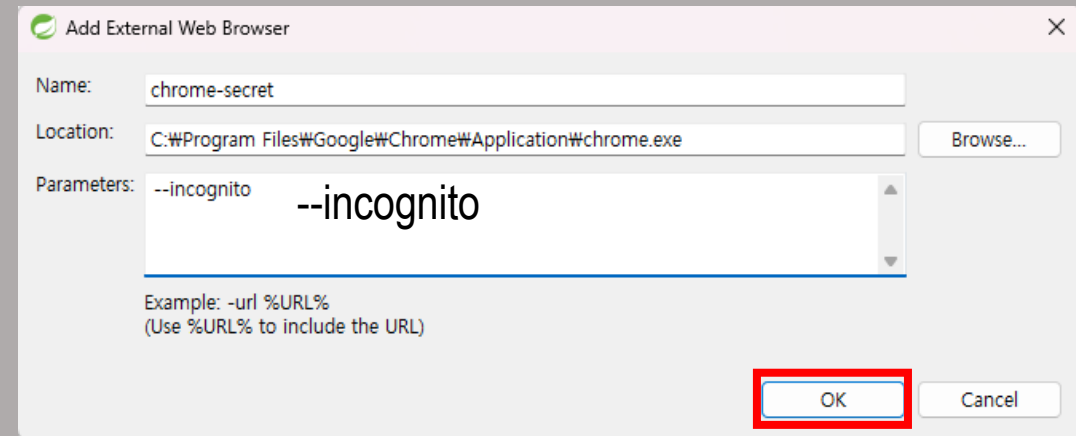 Add External Web Browser
Name:
chrome-secret
Location:
C:₩Program Files₩Google₩Chrome₩Application₩chrome.exe
Browse...
Parameters:
--incognito
--incognito
Example: -url %URL%
(Use %URL% to include the URL)
OK
Cancel